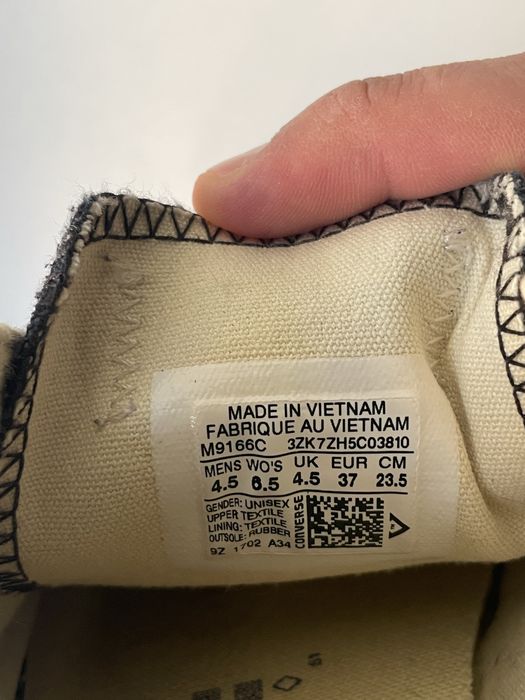 MADE IN VIETNAM
FABRIQUE AU VIETNAM
M9166C 3ZK7ZH5C03810
MENS WO'S UK EUR CM
4.5 6.5 4.5 37 23.5
GENDER: UNISEX
UPPER: TEXTILE
LINING: TEXTILE
OUTSOLE: RUBBER
9Z 1702 A34
CONVERSE